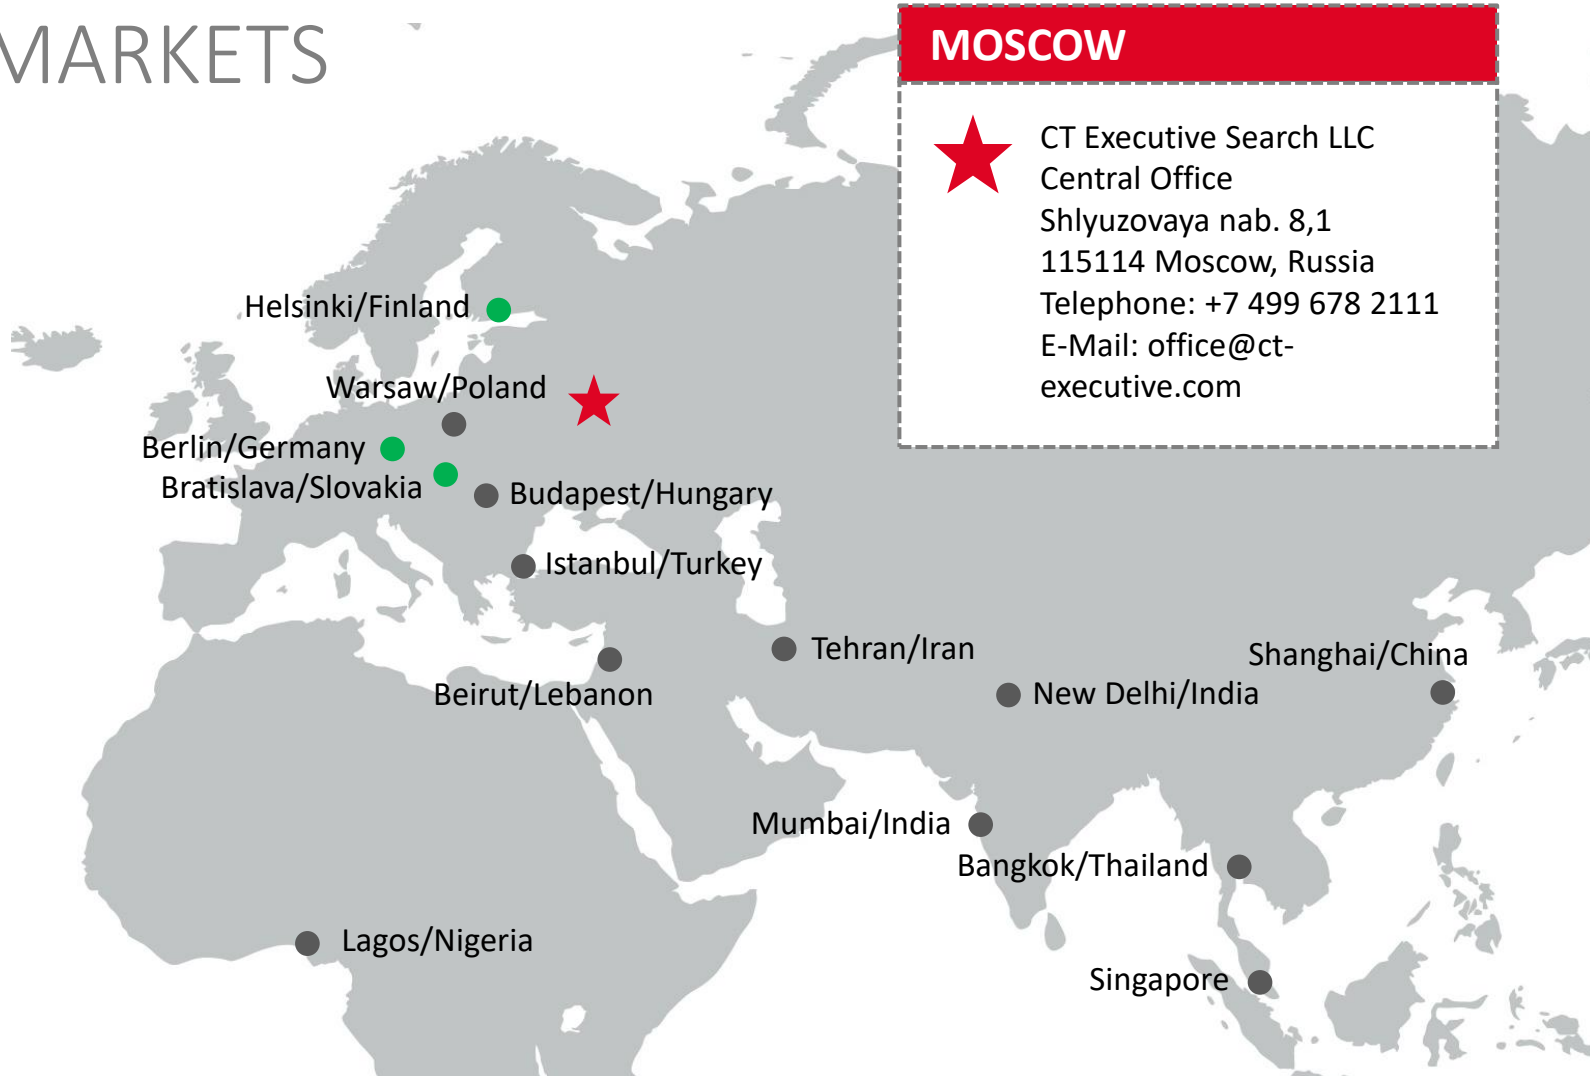 MARKETS
MOSCOW
CT Executive Search LLC
Central Office
Shlyuzovaya nab. 8,1
115114 Moscow, Russia
Telephone: +7 499 678 2111
E-Mail: office@ct-
executive.com
Helsinki/Finland
Warsaw/Poland
Berlin/Germany
Bratislava/Slovakia
Budapest/Hungary
Istanbul/Turkey
Tehran/Iran
Shanghai/China
Beirut/Lebanon
New Delhi/India
Mumbai/India
Bangkok/Thailand
Lagos/Nigeria
Singapore